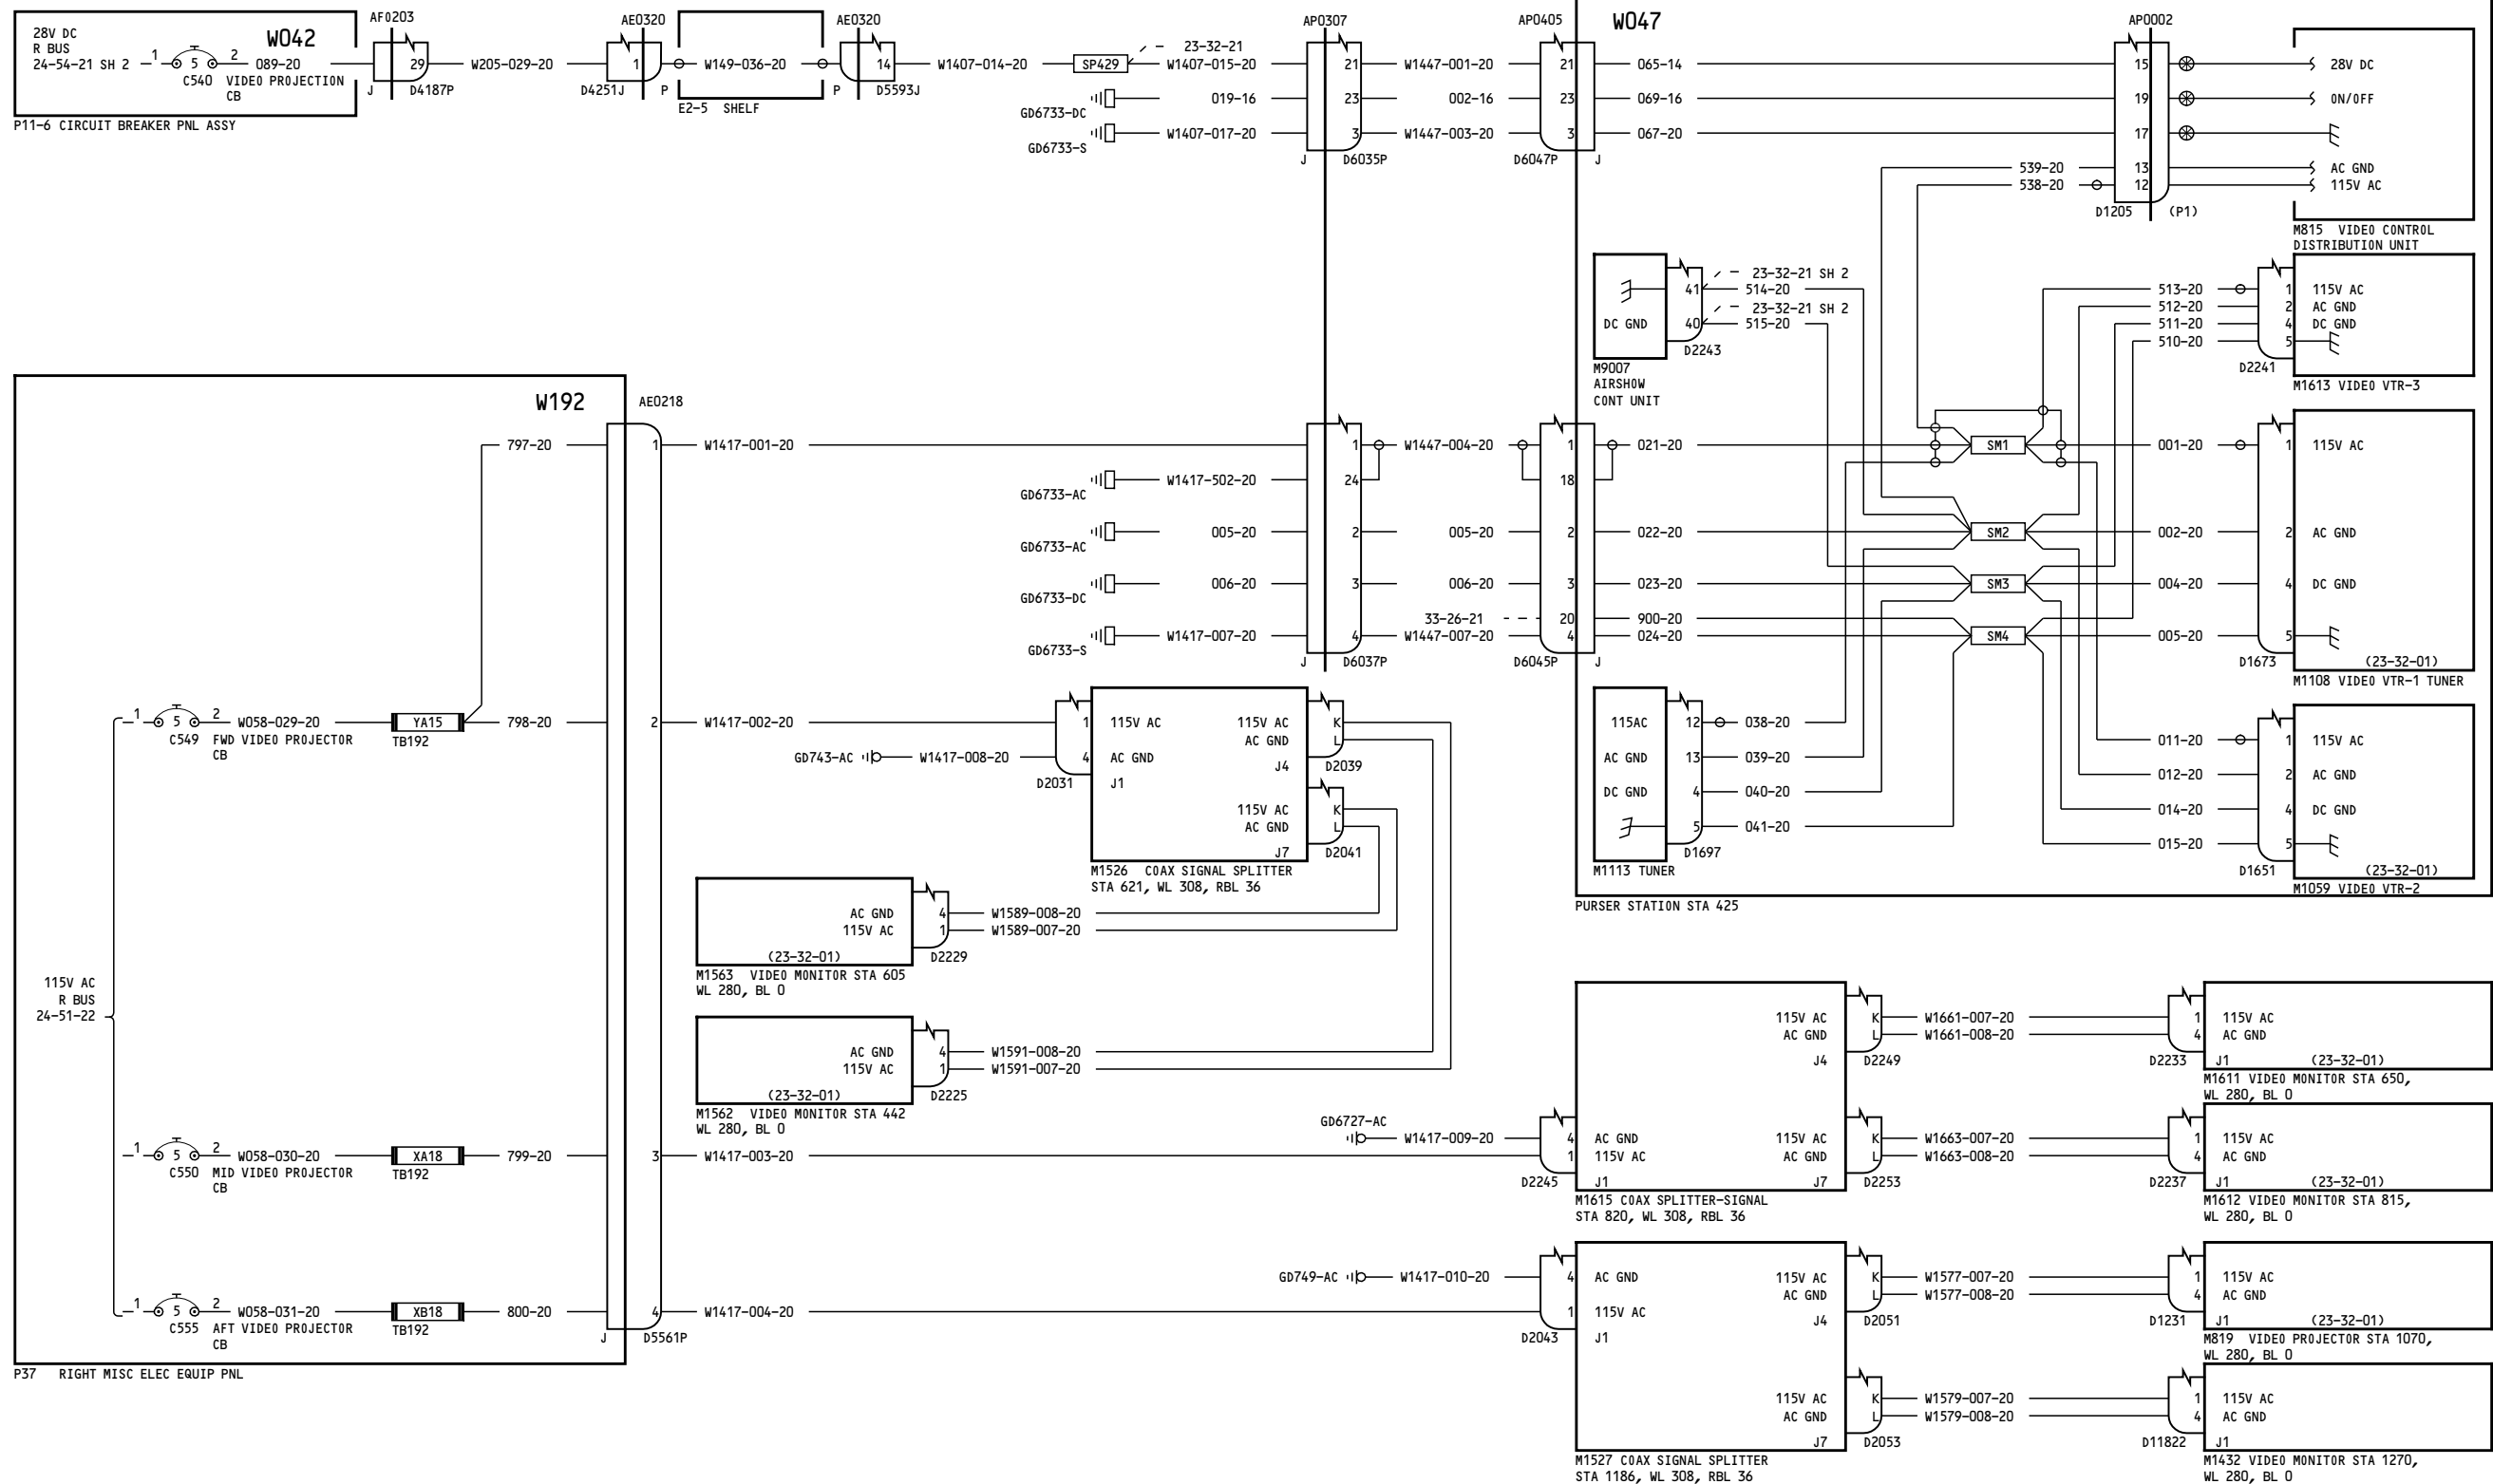 28V DC
R BUS
24-54-21 SH 2
1
5
2
C540
W042
089-20
VIDEO PROJECTION
CB
P11-6 CIRCUIT BREAKER PNL ASSY
AF0203
29
J
D4187P
W205-029-20
AE0320
1
D4251J
P
W149-036-20
E2-5 SHELF
AE0320
14
P
D5593J
W1407-014-20
SP429
23-32-21
W1407-015-20
GD6733-DC
019-16
GD6733-S
W1407-017-20
AP0307
21
23
3
J
D6035P
W1447-001-20
002-16
W1447-003-20
AP0405
21
23
3
D6047P
J
W047
065-14
069-16
067-20
539-20
538-20
AP0002
15
19
17
13
12
D1205
(P1)
28V DC
ON/OFF
AC GND
115V AC
M815 VIDEO CONTROL
DISTRIBUTION UNIT
DC GND
41
40
D2243
23-32-21 SH 2
514-20
23-32-21 SH 2
515-20
M9007
AIRSHOW
CONT UNIT
513-20
512-20
511-20
510-20
1
2
4
5
D2241
115V AC
AC GND
DC GND
M1613 VIDEO VTR-3
W192
AE0218
797-20
1
W1417-001-20
GD6733-AC
W1417-502-20
GD6733-AC
005-20
GD6733-DC
006-20
GD6733-S
W1417-007-20
1
24
2
3
4
J
D6037P
W1447-004-20
005-20
006-20
33-26-21
W1447-007-20
1
18
2
3
20
4
D6045P
J
021-20
022-20
023-20
900-20
024-20
SM1
SM2
SM3
SM4
001-20
002-20
004-20
005-20
1
2
4
5
D1673
115V AC
AC GND
DC GND
(23-32-01)
M1108 VIDEO VTR-1 TUNER
1
5
2
C549
W058-029-20
FWD VIDEO PROJECTOR
CB
YA15
TB192
798-20
2
W1417-002-20
GD743-AC
W1417-008-20
1
4
D2031
115V AC
AC GND
J1
115V AC
AC GND
J4
K
L
D2039
115V AC
AC GND
J7
K
L
D2041
M1526 COAX SIGNAL SPLITTER
STA 621, WL 308, RBL 36
115AC
AC GND
DC GND
12
13
4
5
D1697
038-20
039-20
040-20
041-20
M1113 TUNER
011-20
012-20
014-20
015-20
1
2
4
5
D1651
115V AC
AC GND
DC GND
(23-32-01)
M1059 VIDEO VTR-2
PURSER STATION STA 425
AC GND
115V AC
(23-32-01)
4
1
D2229
W1589-008-20
W1589-007-20
M1563 VIDEO MONITOR STA 605
WL 280, BL 0
AC GND
115V AC
(23-32-01)
4
1
D2225
W1591-008-20
W1591-007-20
M1562 VIDEO MONITOR STA 442
WL 280, BL 0
115V AC
R BUS
24-51-22
1
5
2
C550
W058-030-20
MID VIDEO PROJECTOR
CB
XA18
TB192
799-20
3
W1417-003-20
GD6727-AC
W1417-009-20
4
1
D2245
AC GND
115V AC
J1
115V AC
AC GND
J4
K
L
D2249
W1661-007-20
W1661-008-20
1
4
D2233
115V AC
AC GND
J1
(23-32-01)
M1611 VIDEO MONITOR STA 650,
WL 280, BL 0
115V AC
AC GND
J7
K
L
D2253
W1663-007-20
W1663-008-20
1
4
D2237
115V AC
AC GND
J1
(23-32-01)
M1612 VIDEO MONITOR STA 815,
WL 280, BL 0
M1615 COAX SPLITTER-SIGNAL
STA 820, WL 308, RBL 36
1
5
2
C555
W058-031-20
AFT VIDEO PROJECTOR
CB
XB18
TB192
800-20
4
J
D5561P
W1417-004-20
P37 RIGHT MISC ELEC EQUIP PNL
GD749-AC
W1417-010-20
4
1
D2043
AC GND
115V AC
J1
115V AC
AC GND
J4
K
L
D2051
W1577-007-20
W1577-008-20
1
4
D1231
115V AC
AC GND
J1
(23-32-01)
M819 VIDEO PROJECTOR STA 1070,
WL 280, BL 0
115V AC
AC GND
J7
K
L
D2053
W1579-007-20
W1579-008-20
1
4
D11822
115V AC
AC GND
J1
M1527 COAX SIGNAL SPLITTER
STA 1186, WL 308, RBL 36
M1432 VIDEO MONITOR STA 1270,
WL 280, BL 0